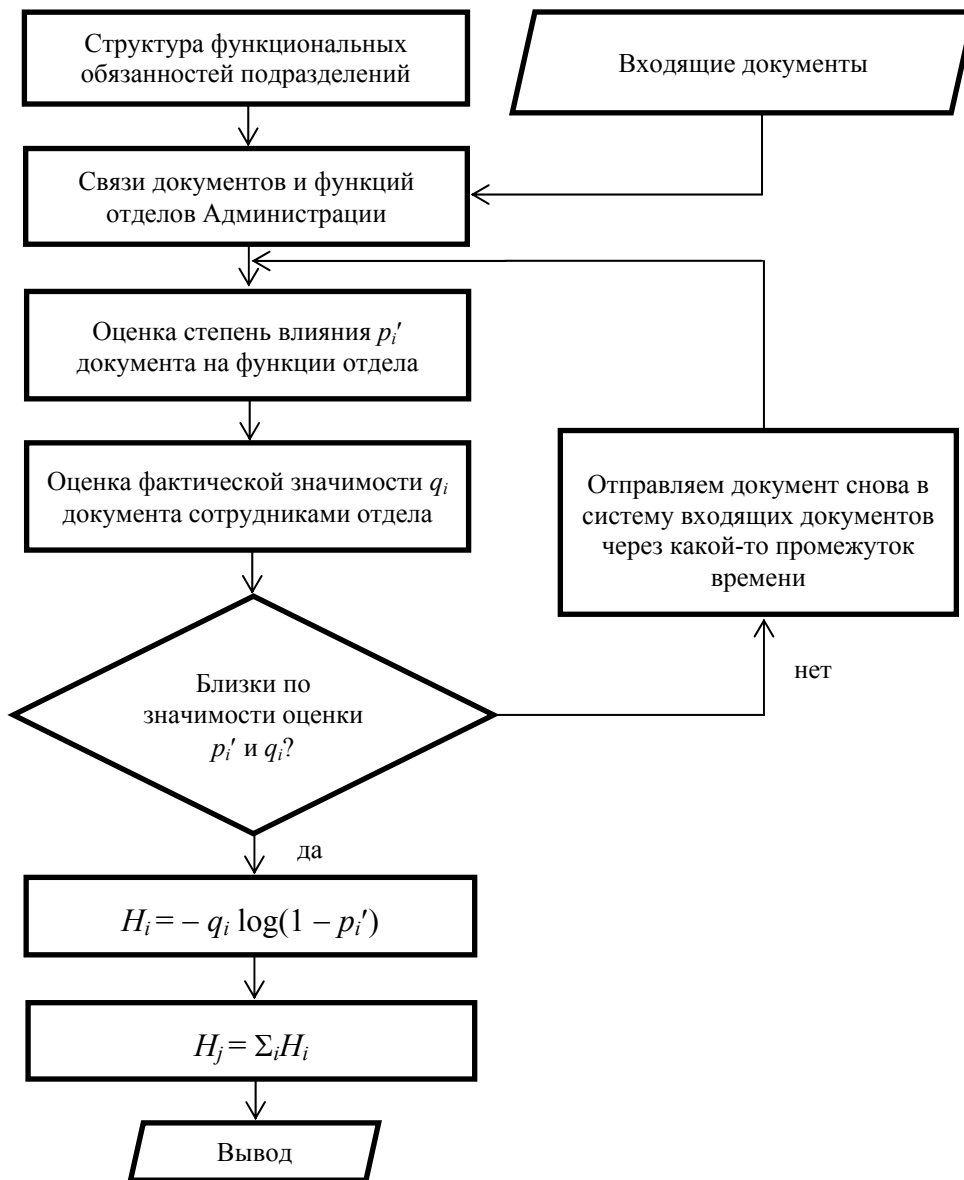 Структура функциональных
обязанностей подразделений
Входящие документы
Связи документов и функций
отделов Администрации
Оценка степень влияния pᵢ′
документа на функции отдела
Оценка фактической значимости qᵢ
документа сотрудниками отдела
Отправляем документ снова в
систему входящих документов
через какой-то промежуток
времени
Близки по
значимости оценки
pᵢ′ и qᵢ?
нет
да
Hᵢ = – qᵢ log(1 – pᵢ′)
Hⱼ = ΣᵢHᵢ
Вывод